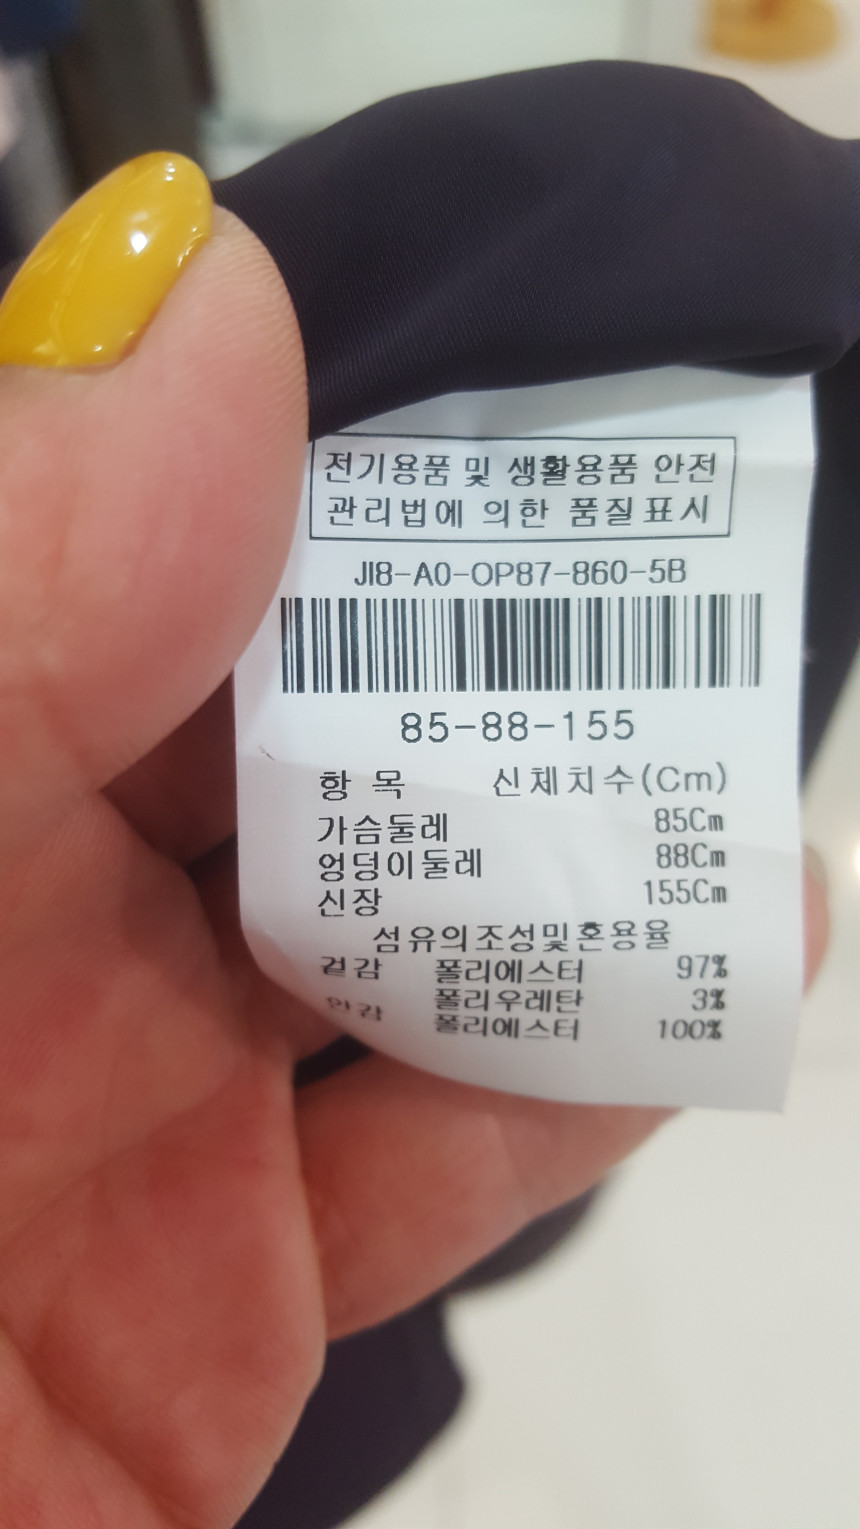 전기용품 및 생활용품 안전
관리법에 의한 품질표시
JI8-A0-OP87-860-5B
85-88-155
항 목 신체치수(Cm)
가슴둘레 85Cm
엉덩이둘레 88Cm
신장 155Cm
섬유의조성및혼용율
겉감 폴리에스터 97%
폴리우레탄 3%
안감 폴리에스터 100%